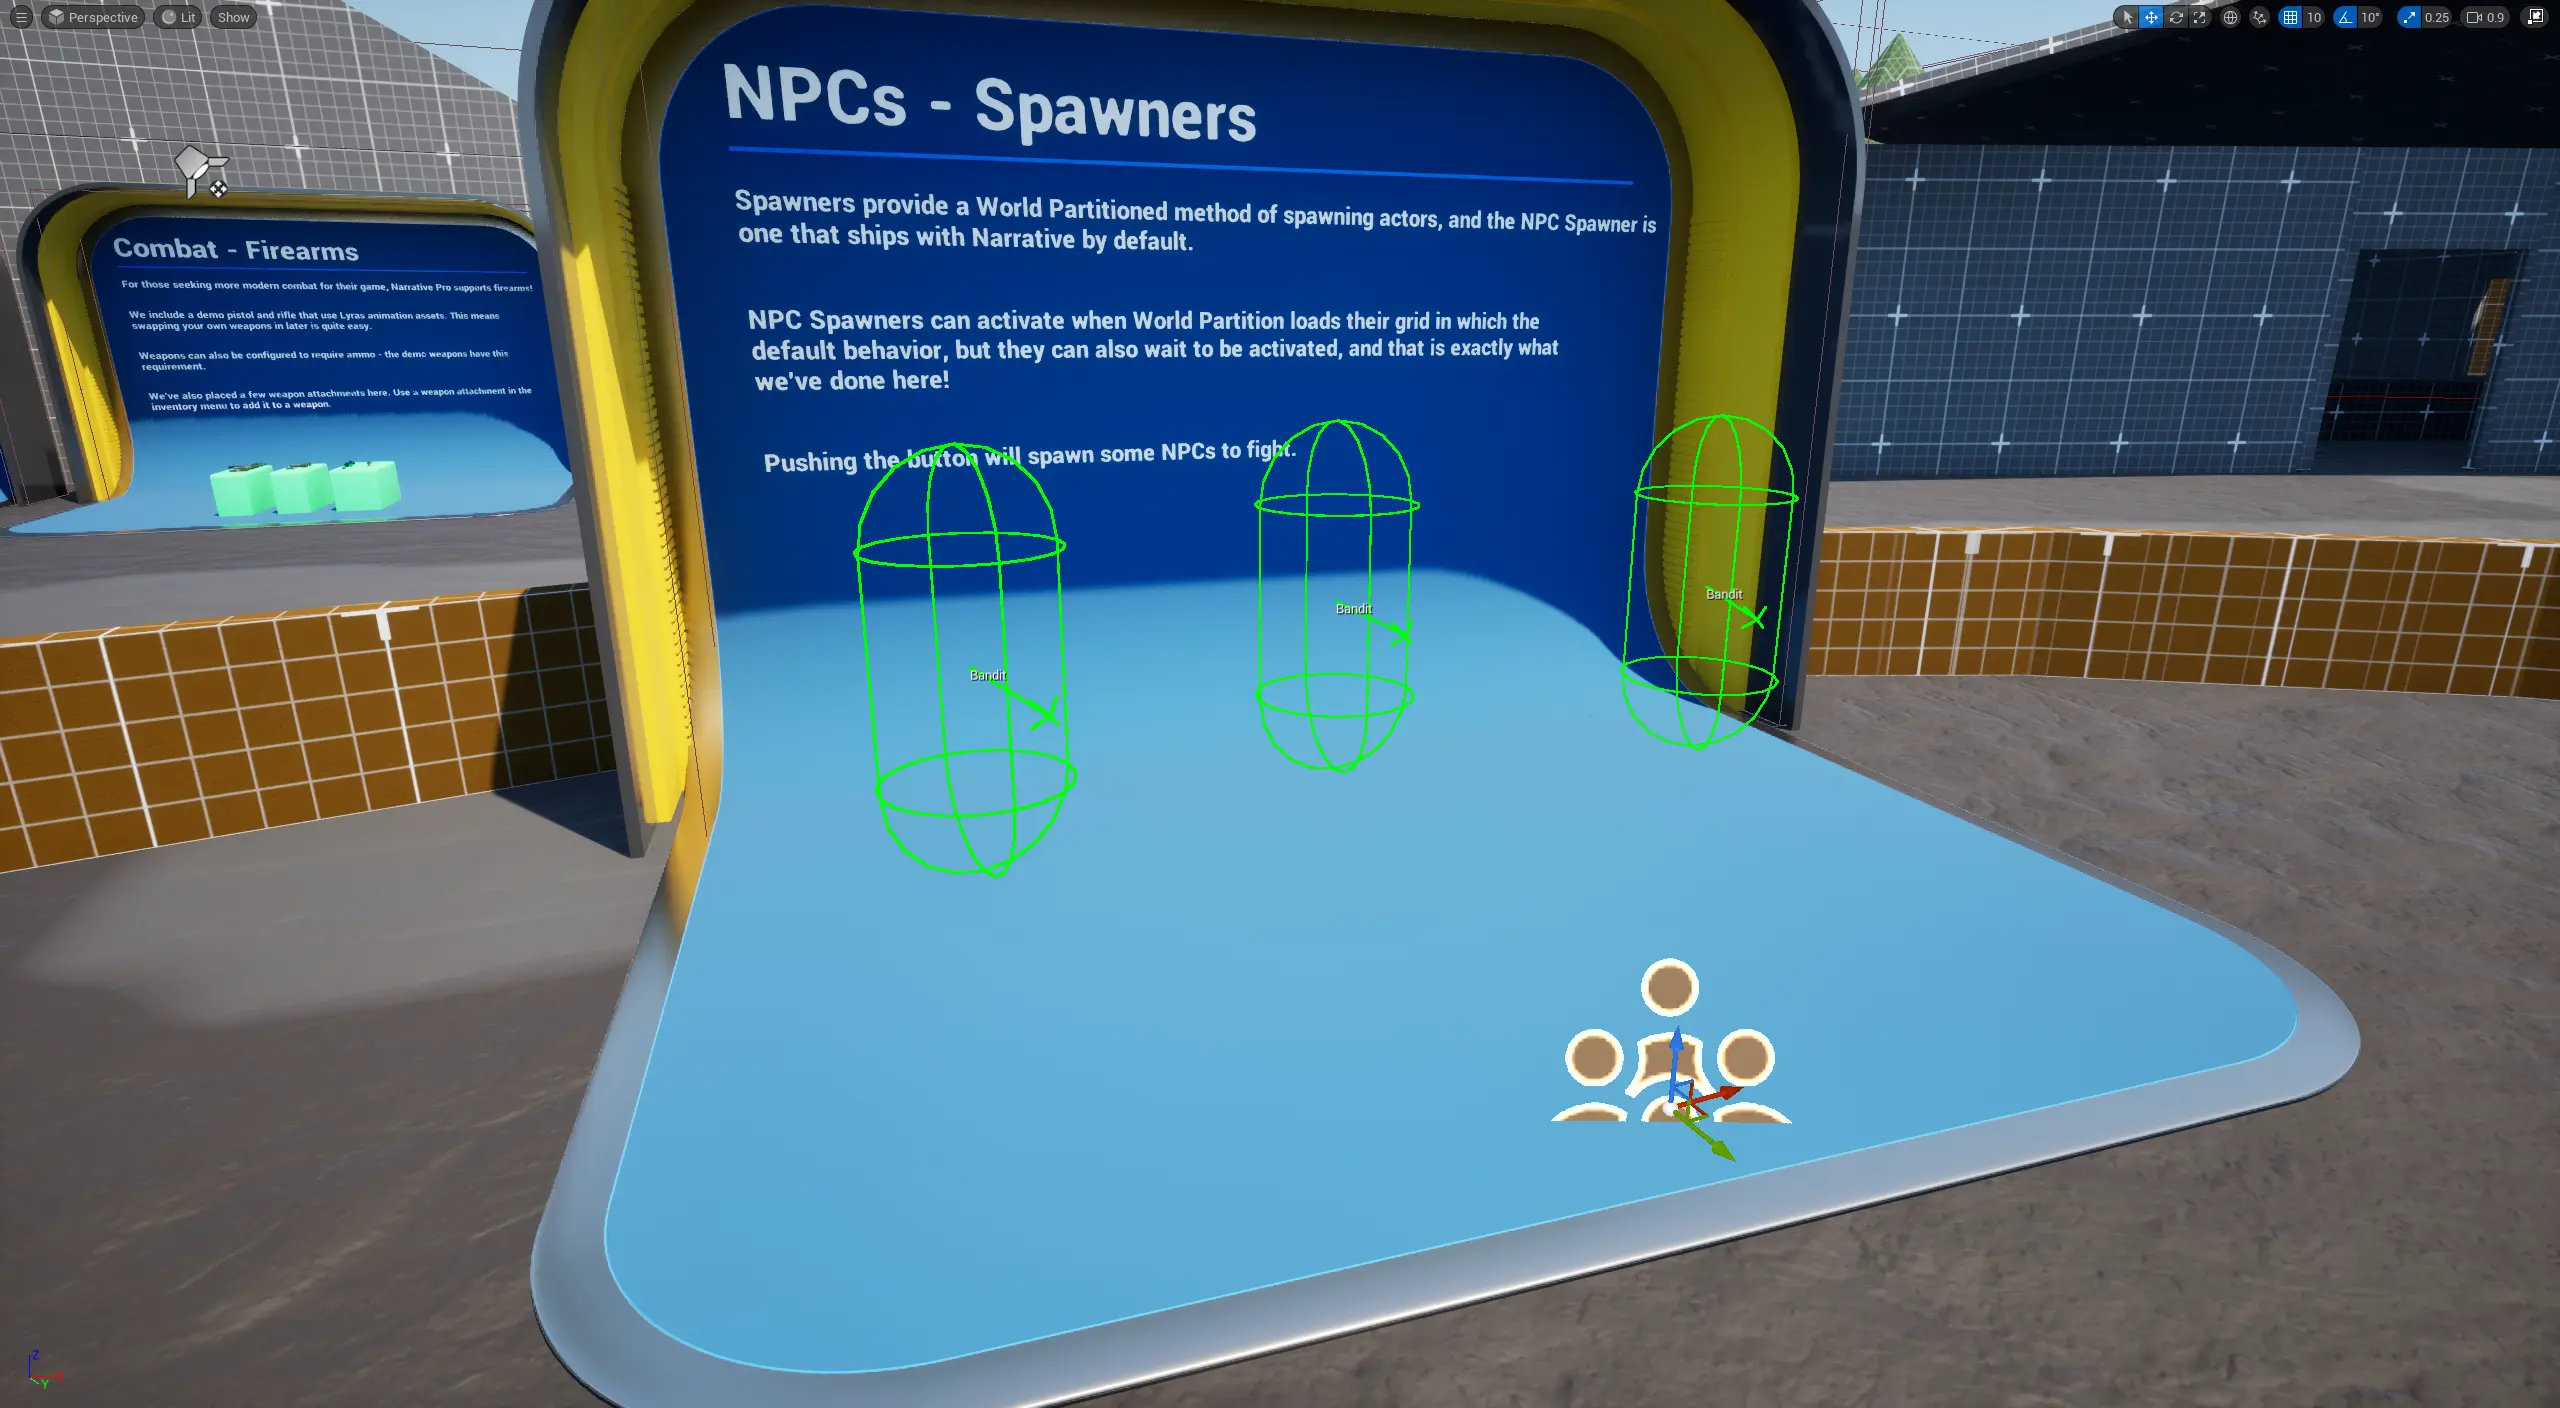 Perspective
Lit
Show
10
10°
0.25
0.9
NPCs - Spawners
Spawners provide a World Partitioned method of spawning actors, and the NPC Spawner is
one that ships with Narrative by default.
NPC Spawners can activate when World Partition loads their grid in which the
default behavior, but they can also wait to be activated, and that is exactly what
we've done here!
Pushing the button will spawn some NPCs to fight.
Combat - Firearms
For those seeking more modern combat for their game, Narrative Pro supports firearms!
We include a demo pistol and rifle that use Lyras animation assets. This means
swapping your own weapons in later is quite easy.
Weapons can also be configured to require ammo - the demo weapons have this
requirement.
We've also placed a few weapon attachments here. Use a weapon attachment in the
inventory menu to add it to a weapon.
Bandit
Bandit
Bandit
Z
X
Y